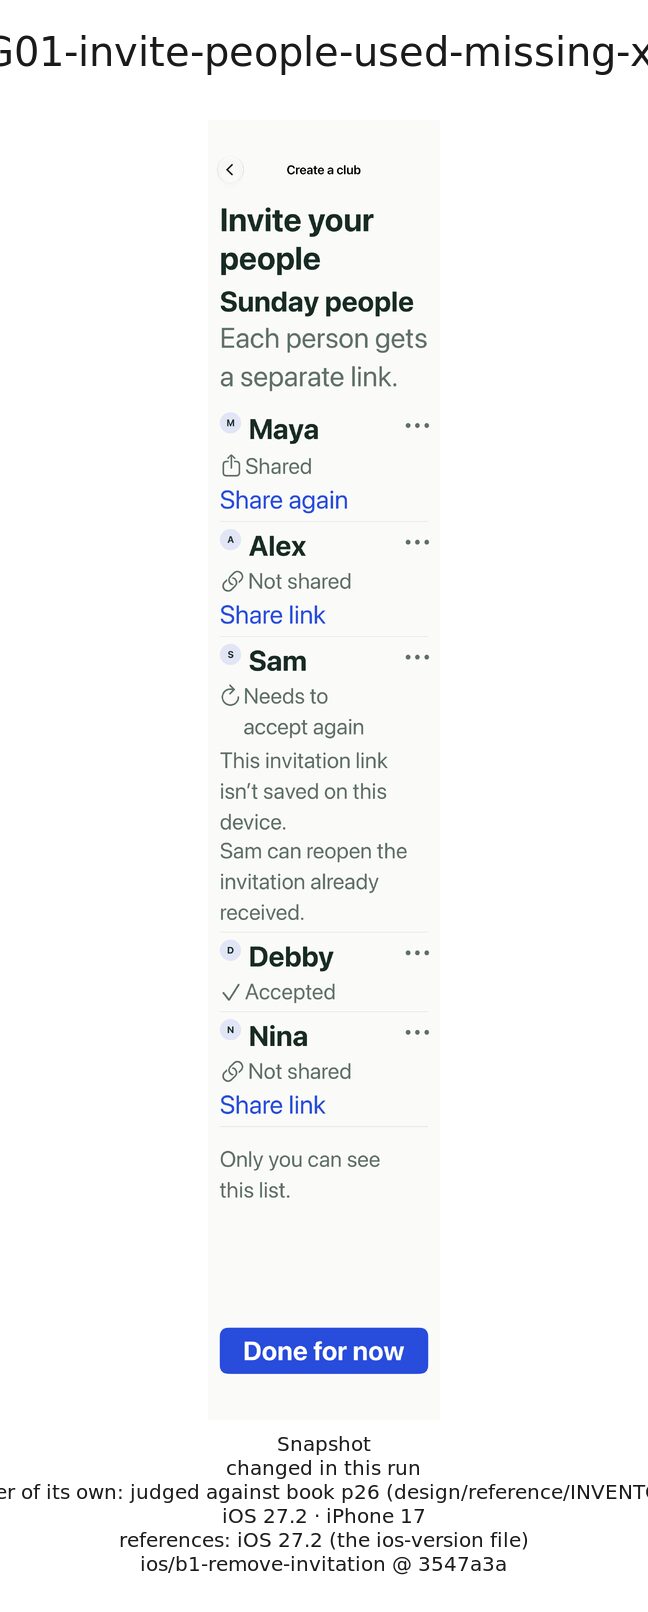 G01-invite-people-used-missing-x
Create a club
Invite your
people
Sunday people
Each person gets
a separate link.
M Maya
Shared
Share again
A Alex
Not shared
Share link
S Sam
Needs to
accept again
This invitation link
isn’t saved on this
device.
Sam can reopen the
invitation already
received.
D Debby
Accepted
N Nina
Not shared
Share link
Only you can see
this list.
Done for now
Snapshot
changed in this run
er of its own: judged against book p26 (design/reference/INVENTO
iOS 27.2 · iPhone 17
references: iOS 27.2 (the ios-version file)
ios/b1-remove-invitation @ 3547a3a